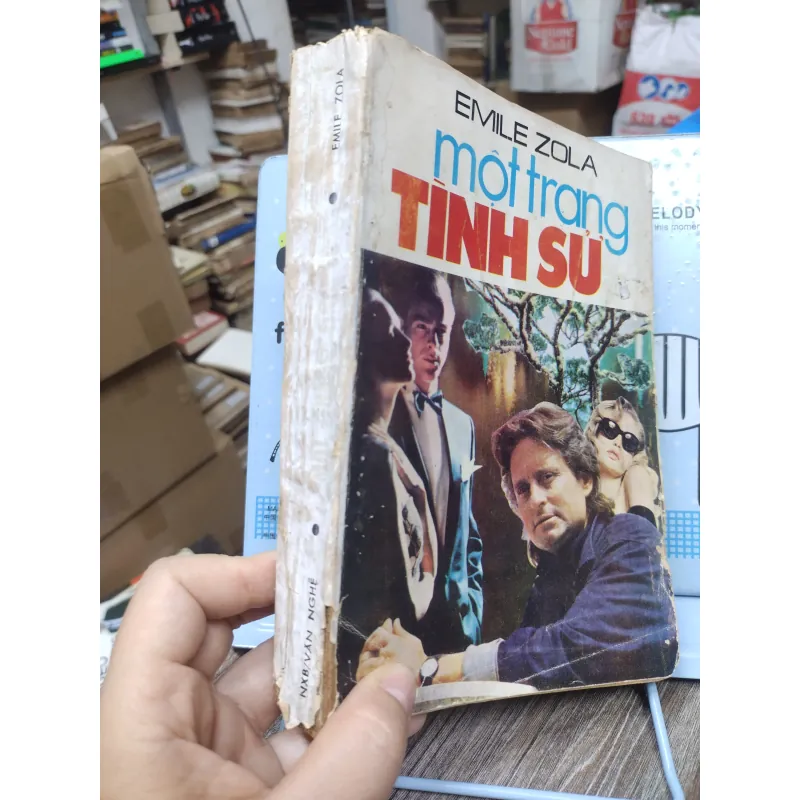 EMILE ZOLA
một trang
TÌNH SỬ
EMILE ZOLA
NXB VĂN NGHỆ